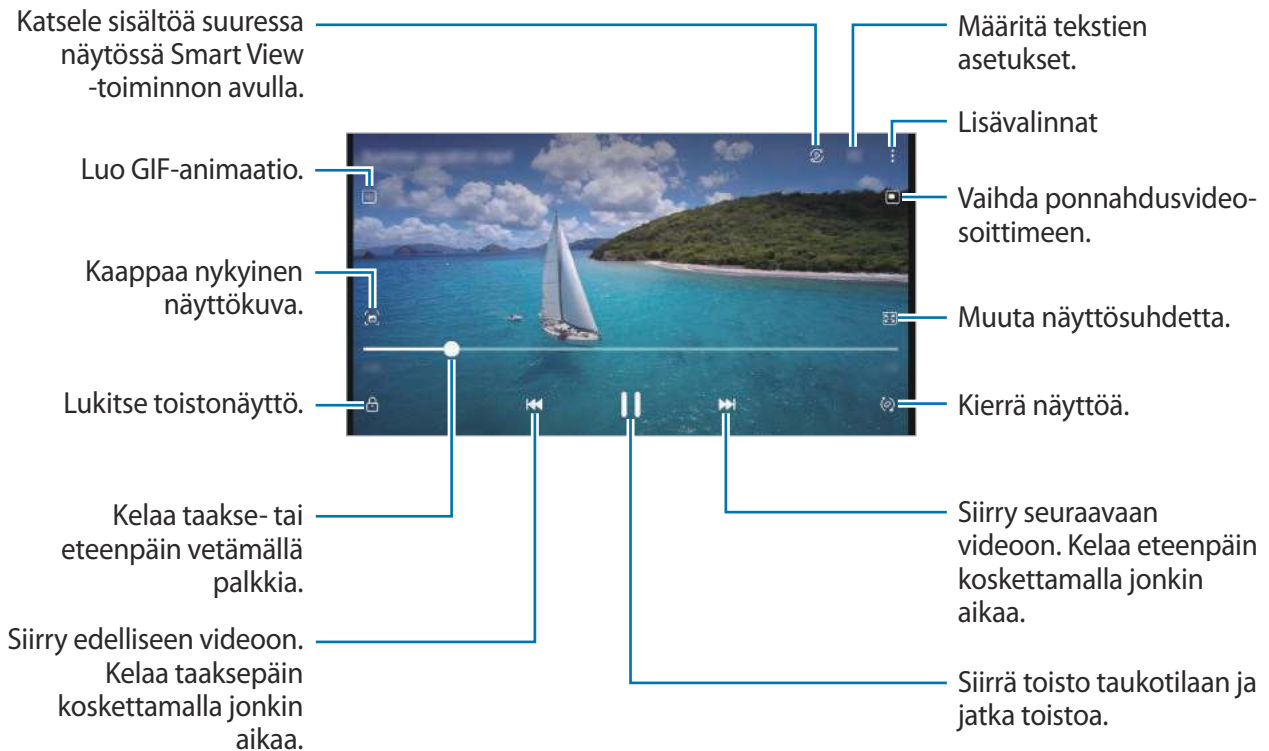 Katsele sisältöä suuressa
näytössä Smart View
-toiminnon avulla.
Luo GIF-animaatio.
Kaappaa nykyinen
näyttökuva.
Lukitse toistonäyttö.
Kelaa taakse- tai
eteenpäin vetämällä
palkkia.
Siirry edelliseen videoon.
Kelaa taaksepäin
koskettamalla jonkin
aikaa.
Määritä tekstien
asetukset.
Lisävalinnat
Vaihda ponnahdusvideo-
soittimeen.
Muuta näyttösuhdetta.
Kierrä näyttöä.
Siirry seuraavaan
videoon. Kelaa eteenpäin
koskettamalla jonkin
aikaa.
Siirrä toisto taukotilaan ja
jatka toistoa.